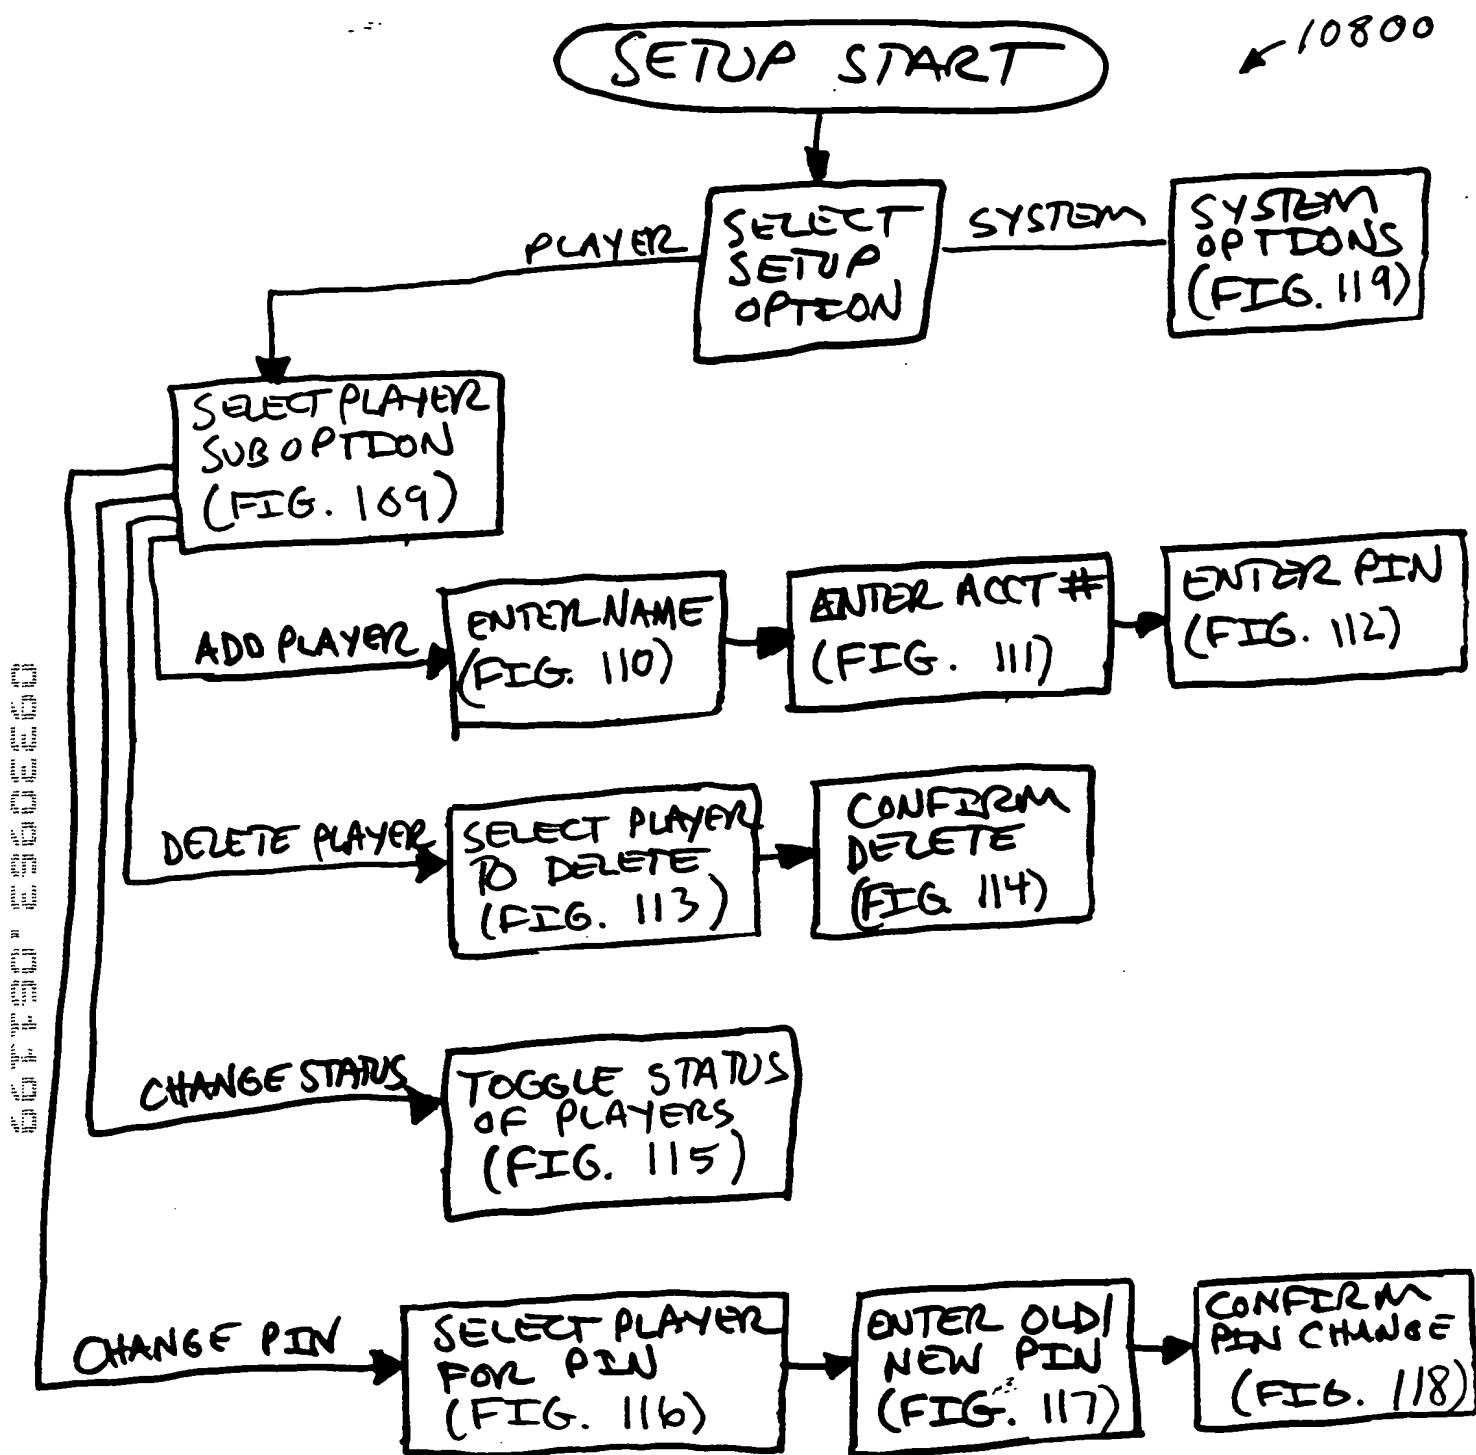 SETUP START
10800
PLAYER
SELECT
SETUP
OPTION
SYSTEM
SYSTEM
OPTIONS
(FIG. 119)
SELECT PLAYER
SUBOPTION
(FIG. 109)
ADD PLAYER
ENTER NAME
(FIG. 110)
ENTER ACCT #
(FIG. 111)
ENTER PIN
(FIG. 112)
DELETE PLAYER
SELECT PLAYER
TO DELETE
(FIG. 113)
CONFIRM
DELETE
(FIG 114)
CHANGE STATUS
TOGGLE STATUS
OF PLAYERS
(FIG. 115)
CHANGE PIN
SELECT PLAYER
FOR PIN
(FIG. 116)
ENTER OLD/
NEW PIN
(FIG. 117)
CONFIRM
PIN CHANGE
(FIG. 118)